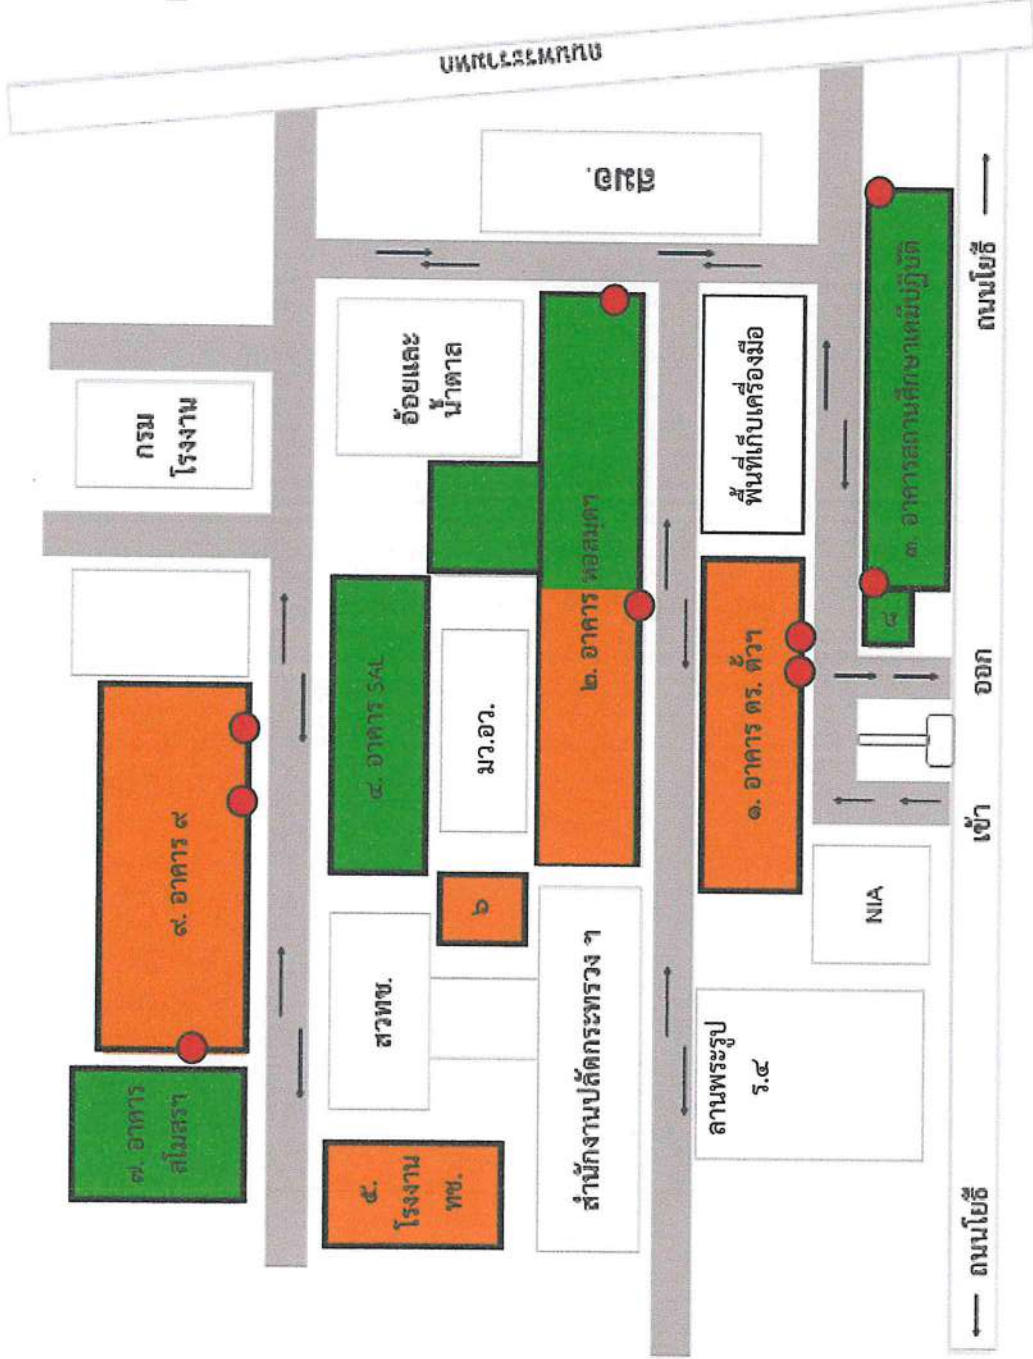 ถนนพระรามหก
กรม
โรงงาน
๙. อาคาร ๙
๗. อาคาร
สโมสรฯ
อ้อยและ
น้ำตาล
สมอ.
๔. อาคาร SAL
มว.อว.
๖
สวทช.
๕.
โรงงาน
ทช.
๒. อาคาร หอสมุดฯ
สำนักงานปลัดกระทรวง ฯ
พื้นที่เก็บเครื่องมือ
๑. อาคาร ดร. ตั้วฯ
NIA
ลานพระรูป
ร.๔
๓. อาคารสถานศึกษาเคมีปฏิบัติ
๘
ถนนโยธี
ออก
เข้า
ถนนโยธี